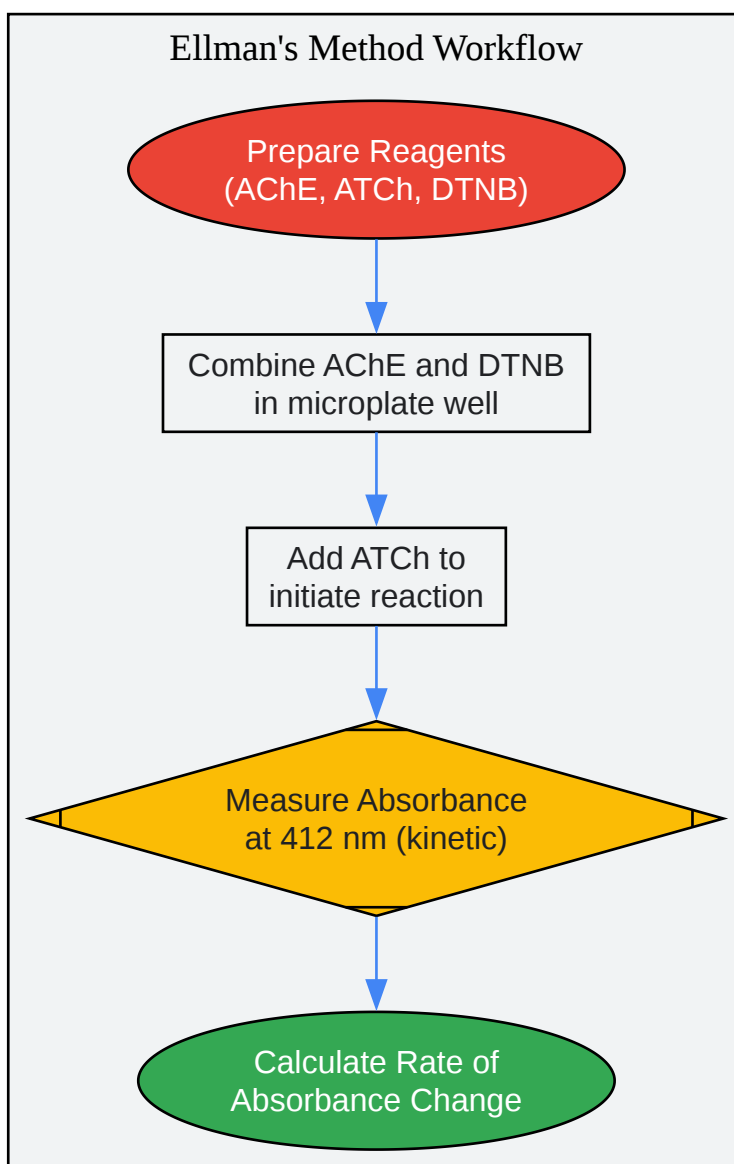 Ellman's Method Workflow
Prepare Reagents
(AChE, ATCh, DTNB)
Combine AChE and DTNB
in microplate well
Add ATCh to
initiate reaction
Measure Absorbance
at 412 nm (kinetic)
Calculate Rate of
Absorbance Change